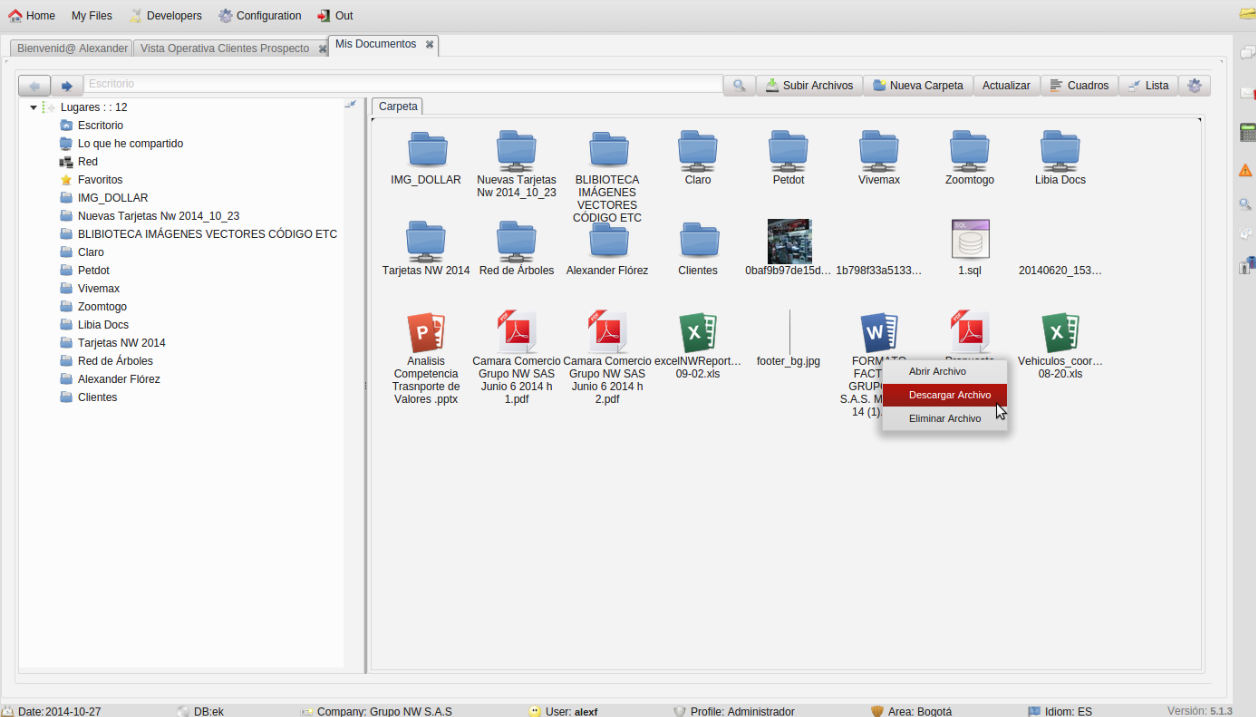 Home My Files Developers Configuration Out
Bienvenid@ Alexander Vista Operativa Clientes Prospecto Mis Documentos
Escritorio Subir Archivos Nueva Carpeta Actualizar Cuadros Lista
Lugares : : 12
Escritorio
Lo que he compartido
Red
Favoritos
IMG_DOLLAR
Nuevas Tarjetas Nw 2014_10_23
BLIBIOTECA IMÁGENES VECTORES CÓDIGO ETC
Claro
Petdot
Vivemax
Zoomtogo
Libia Docs
Tarjetas NW 2014
Red de Árboles
Alexander Flórez
Clientes
Carpeta
IMG_DOLLAR
Nuevas Tarjetas
Nw 2014_10_23
BLIBIOTECA
IMÁGENES
VECTORES
CÓDIGO ETC
Claro
Petdot
Vivemax
Zoomtogo
Libia Docs
Tarjetas NW 2014
Red de Árboles
Alexander Flórez
Clientes
0baf9b97de15d...
1b798f33a5133...
SQL
1.sql
20140620_153...
P
Analisis
Competencia
Trasnporte de
Valores .pptx
PDF
Camara Comercio
Grupo NW SAS
Junio 6 2014 h
1.pdf
PDF
Camara Comercio
Grupo NW SAS
Junio 6 2014 h
2.pdf
X
excelNWReport...
09-02.xls
footer_bg.jpg
W
FORMATO
FACT
GRUP
S.A.S. M
14 (1).
PDF
X
Vehiculos_coor...
08-20.xls
Abrir Archivo
Descargar Archivo
Eliminar Archivo
Date:2014-10-27 DB:ek Company: Grupo NW S.A.S User: alexf Profile: Administrador Area: Bogotá Idiom: ES Versión: 5.1.3